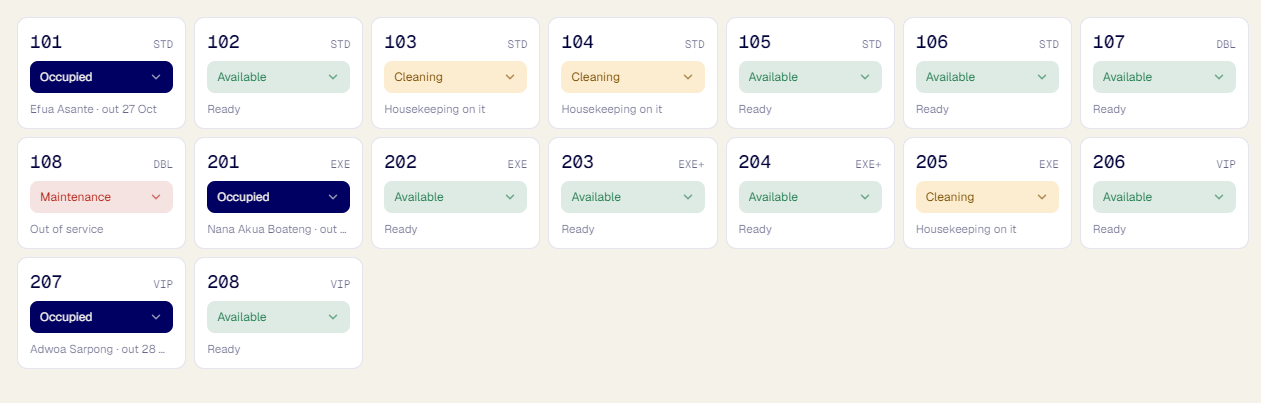 101 STD
Occupied
Efua Asante · out 27 Oct
102 STD
Available
Ready
103 STD
Cleaning
Housekeeping on it
104 STD
Cleaning
Housekeeping on it
105 STD
Available
Ready
106 STD
Available
Ready
107 DBL
Available
Ready
108 DBL
Maintenance
Out of service
201 EXE
Occupied
Nana Akua Boateng · out ...
202 EXE
Available
Ready
203 EXE+
Available
Ready
204 EXE+
Available
Ready
205 EXE
Cleaning
Housekeeping on it
206 VIP
Available
Ready
207 VIP
Occupied
Adwoa Sarpong · out 28 ...
208 VIP
Available
Ready